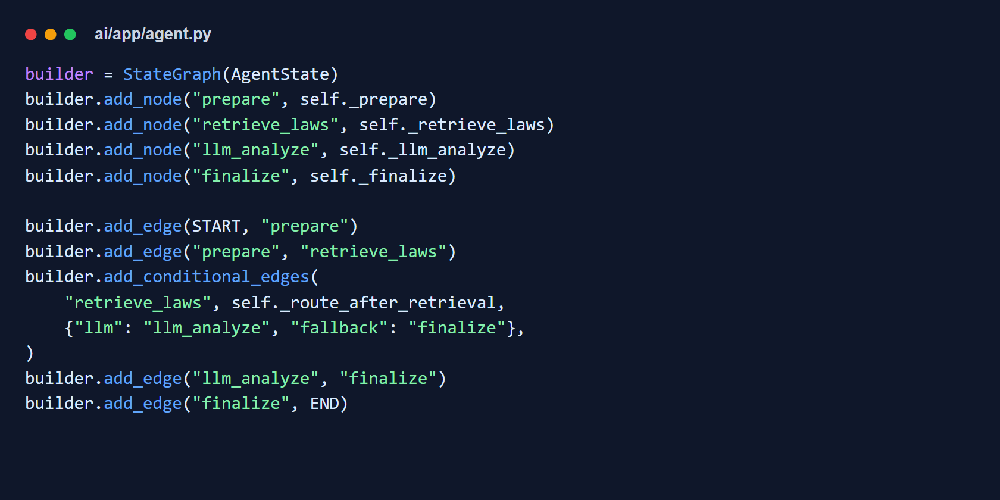 ai/app/agent.py
builder = StateGraph(AgentState)
builder.add_node("prepare", self._prepare)
builder.add_node("retrieve_laws", self._retrieve_laws)
builder.add_node("llm_analyze", self._llm_analyze)
builder.add_node("finalize", self._finalize)

builder.add_edge(START, "prepare")
builder.add_edge("prepare", "retrieve_laws")
builder.add_conditional_edges(
    "retrieve_laws", self._route_after_retrieval,
    {"llm": "llm_analyze", "fallback": "finalize"},
)
builder.add_edge("llm_analyze", "finalize")
builder.add_edge("finalize", END)